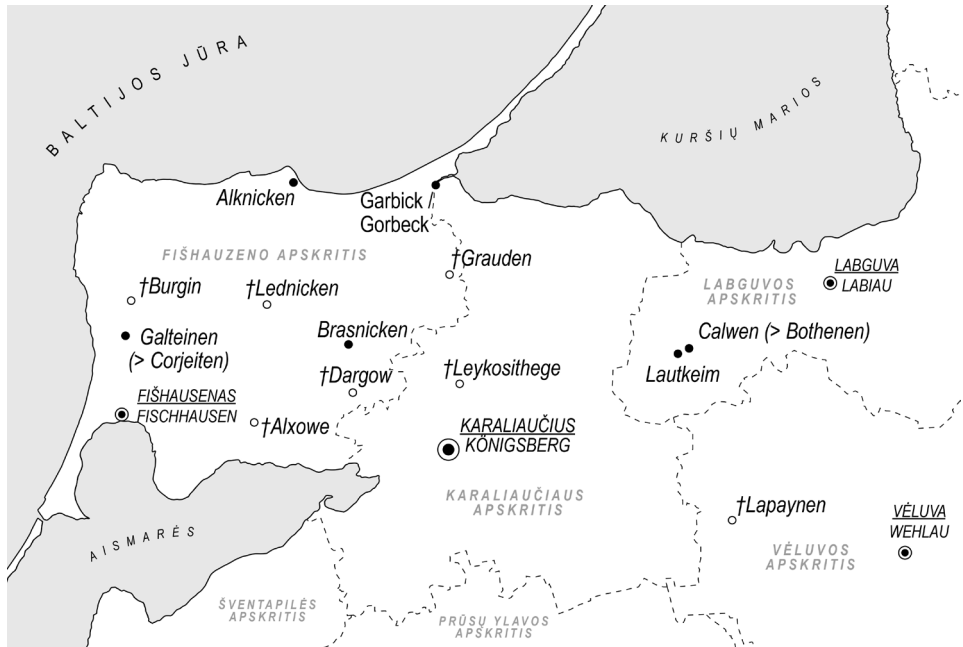 BALTIJOS JŪRA
KURŠIŲ MARIOS
Alknicken
Garbick /
Gorbeck
FIŠHAUZENO APSKRITIS
†Grauden
LABGUVA
LABIAU
LABGUVOS
APSKRITIS
†Burgin
†Lednicken
Brasnicken
Galteinen
(> Corjeiten)
Calwen (> Bothenen)
Lautkeim
†Leykosithege
†Dargow
FIŠHAUSENAS
FISCHHAUSEN
†Alxowe
KARALIAUČIUS
KÖNIGSBERG
KARALIAUČIAUS
APSKRITIS
†Lapaynen
VĖLUVA
WEHLAU
AISMARĖS
VĖLUVOS
APSKRITIS
ŠVENTAPILĖS
APSKRITIS
PRŪSŲ YLAVOS
APSKRITIS